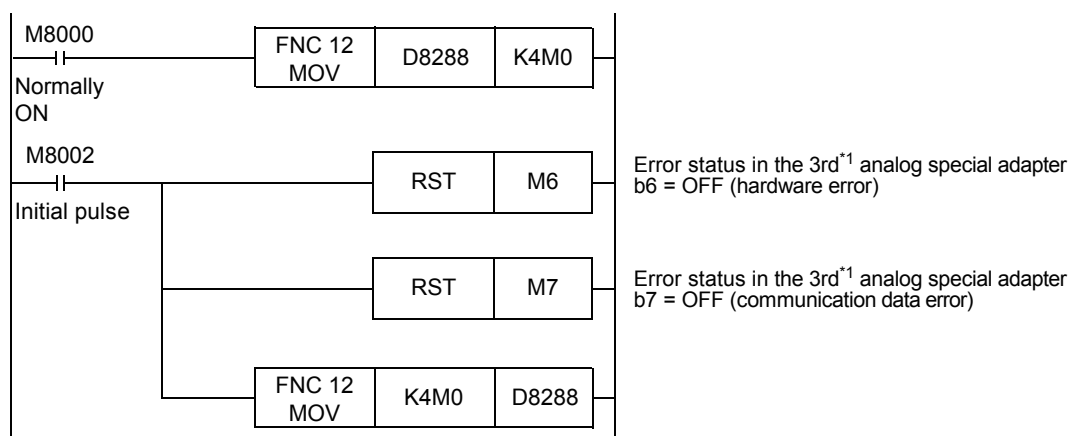 M8000
FNC 12
MOV
D8288
K4M0
Normally
ON
M8002
RST
M6
Error status in the 3rd*1 analog special adapter
b6 = OFF (hardware error)
Initial pulse
RST
M7
Error status in the 3rd*1 analog special adapter
b7 = OFF (communication data error)
FNC 12
MOV
K4M0
D8288